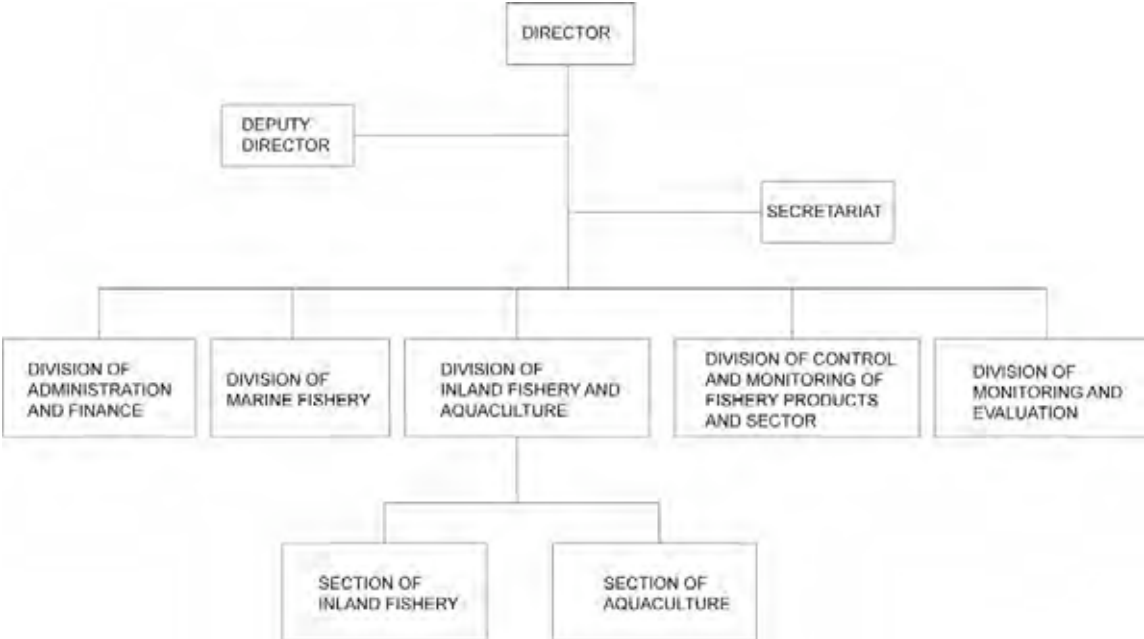 DIRECTOR
DEPUTY
DIRECTOR
SECRETARIAT
DIVISION OF
ADMINISTRATION
AND FINANCE
DIVISION OF
MARINE FISHERY
DIVISION OF
INLAND FISHERY AND
AQUACULTURE
DIVISION OF CONTROL
AND MONITORING OF
FISHERY PRODUCTS
AND SECTOR
DIVISION OF
MONITORING AND
EVALUATION
SECTION OF
INLAND FISHERY
SECTION OF
AQUACULTURE